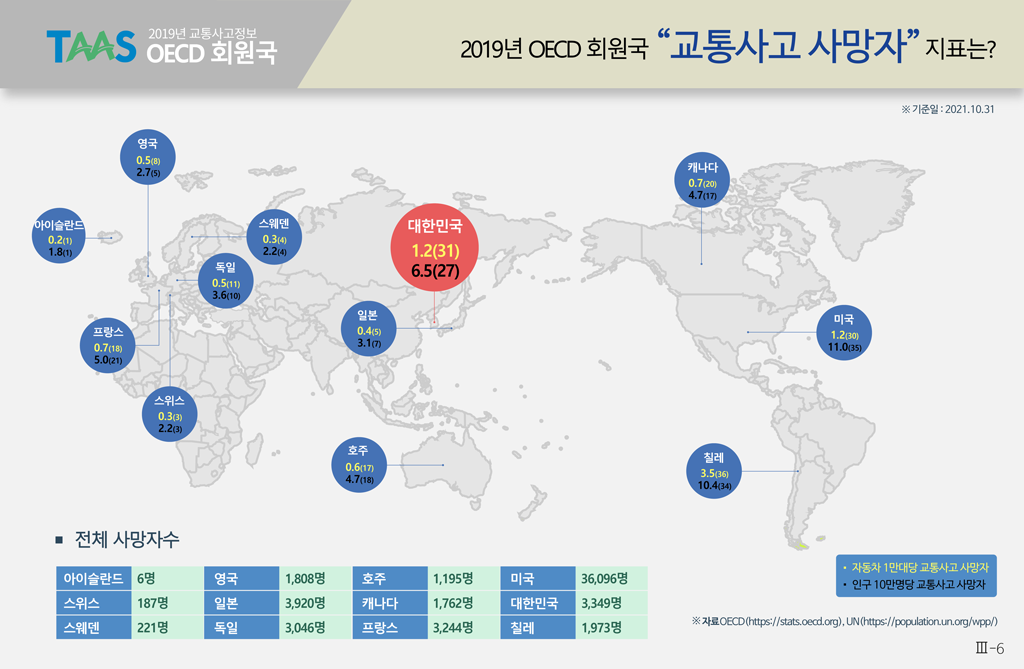 TAAS
2019년 교통사고정보
OECD 회원국
2019년 OECD 회원국 “교통사고 사망자” 지표는?
※ 기준일 : 2021.10.31
영국
0.5(8)
2.7(5)
캐나다
0.7(20)
4.7(17)
아이슬란드
0.2(1)
1.8(1)
스웨덴
0.3(4)
2.2(4)
대한민국
1.2(31)
6.5(27)
독일
0.5(11)
3.6(10)
일본
0.4(5)
3.1(7)
미국
1.2(30)
11.0(35)
프랑스
0.7(18)
5.0(21)
스위스
0.3(3)
2.2(3)
호주
0.6(17)
4.7(18)
칠레
3.5(36)
10.4(34)
■ 전체 사망자수
아이슬란드 6명 영국 1,808명 호주 1,195명 미국 36,096명
스위스 187명 일본 3,920명 캐나다 1,762명 대한민국 3,349명
스웨덴 221명 독일 3,046명 프랑스 3,244명 칠레 1,973명
• 자동차 1만대당 교통사고 사망자
• 인구 10만명당 교통사고 사망자
※ 자료OECD(https://stats.oecd.org), UN(https://population.un.org/wpp/)
Ⅲ-6